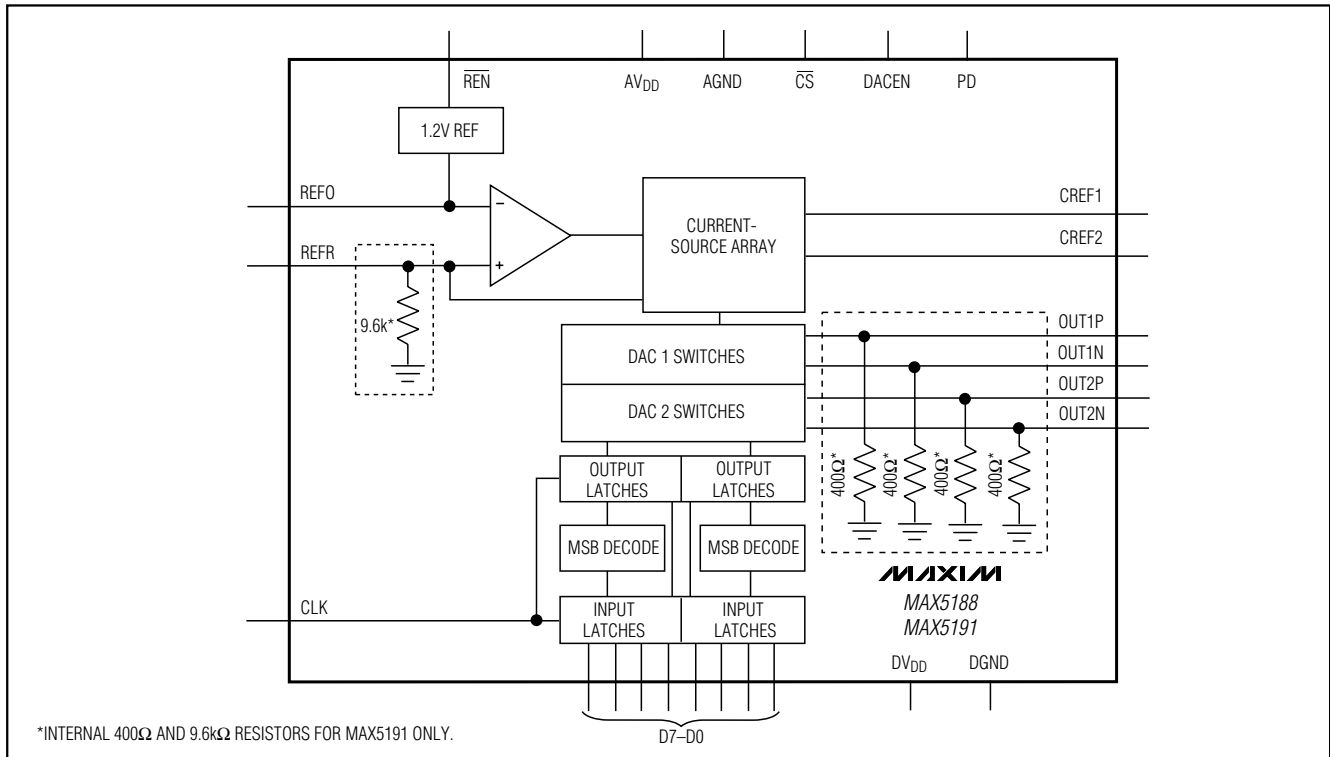 REN
AVDD
AGND
CS
DACEN
PD
1.2V REF
REFO
−
CURRENT-
SOURCE ARRAY
CREF1
CREF2
REFR
+
9.6k*
OUT1P
DAC 1 SWITCHES
OUT1N
OUT2P
DAC 2 SWITCHES
OUT2N
400Ω*
400Ω*
400Ω*
400Ω*
OUTPUT
LATCHES
OUTPUT
LATCHES
MSB DECODE
MSB DECODE
MAXIM
MAX5188
MAX5191
CLK
INPUT
LATCHES
INPUT
LATCHES
DVDD
DGND
D7–D0
*INTERNAL 400Ω AND 9.6kΩ RESISTORS FOR MAX5191 ONLY.